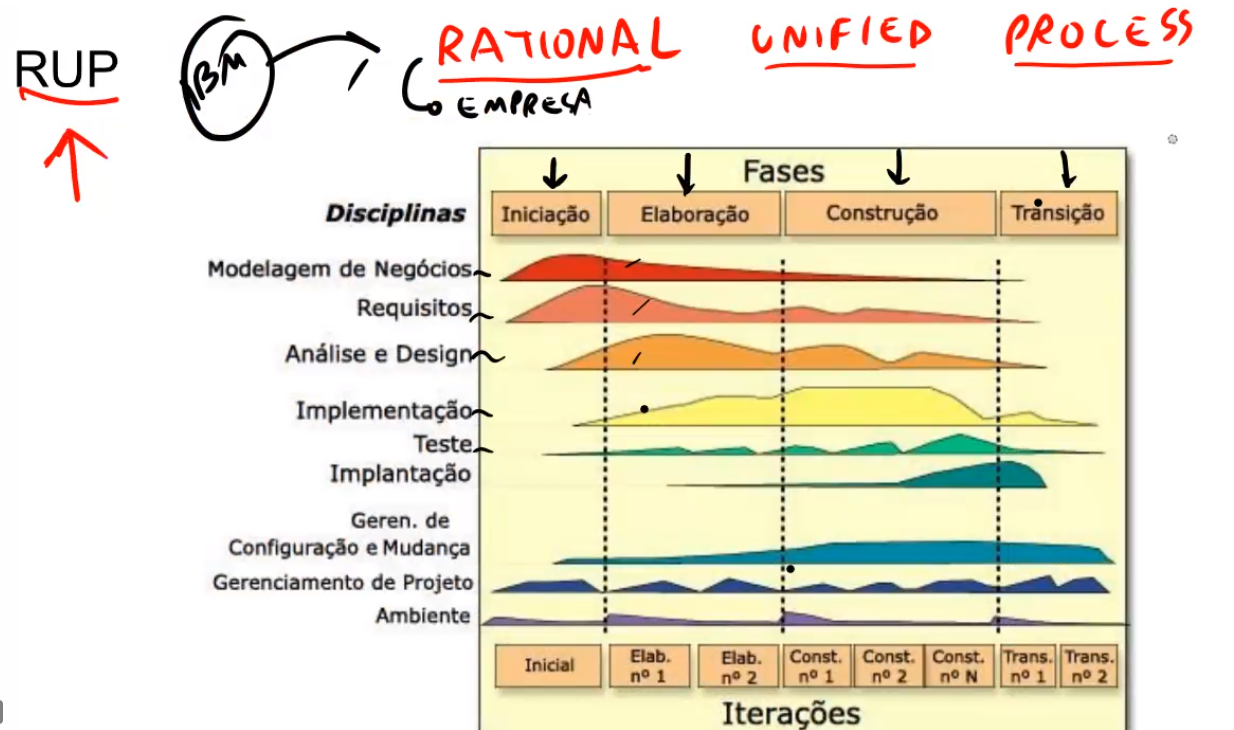 RUP
IBM
RATIONAL UNIFIED PROCESS
EMPRESA
Fases
Disciplinas
Iniciação
Elaboração
Construção
Transição
Modelagem de Negócios
Requisitos
Análise e Design
Implementação
Teste
Implantação
Geren. de
Configuração e Mudança
Gerenciamento de Projeto
Ambiente
Inicial
Elab.
nº 1
Elab.
nº 2
Const.
nº 1
Const.
nº 2
Const.
nº N
Trans.
nº 1
Trans.
nº 2
Iterações